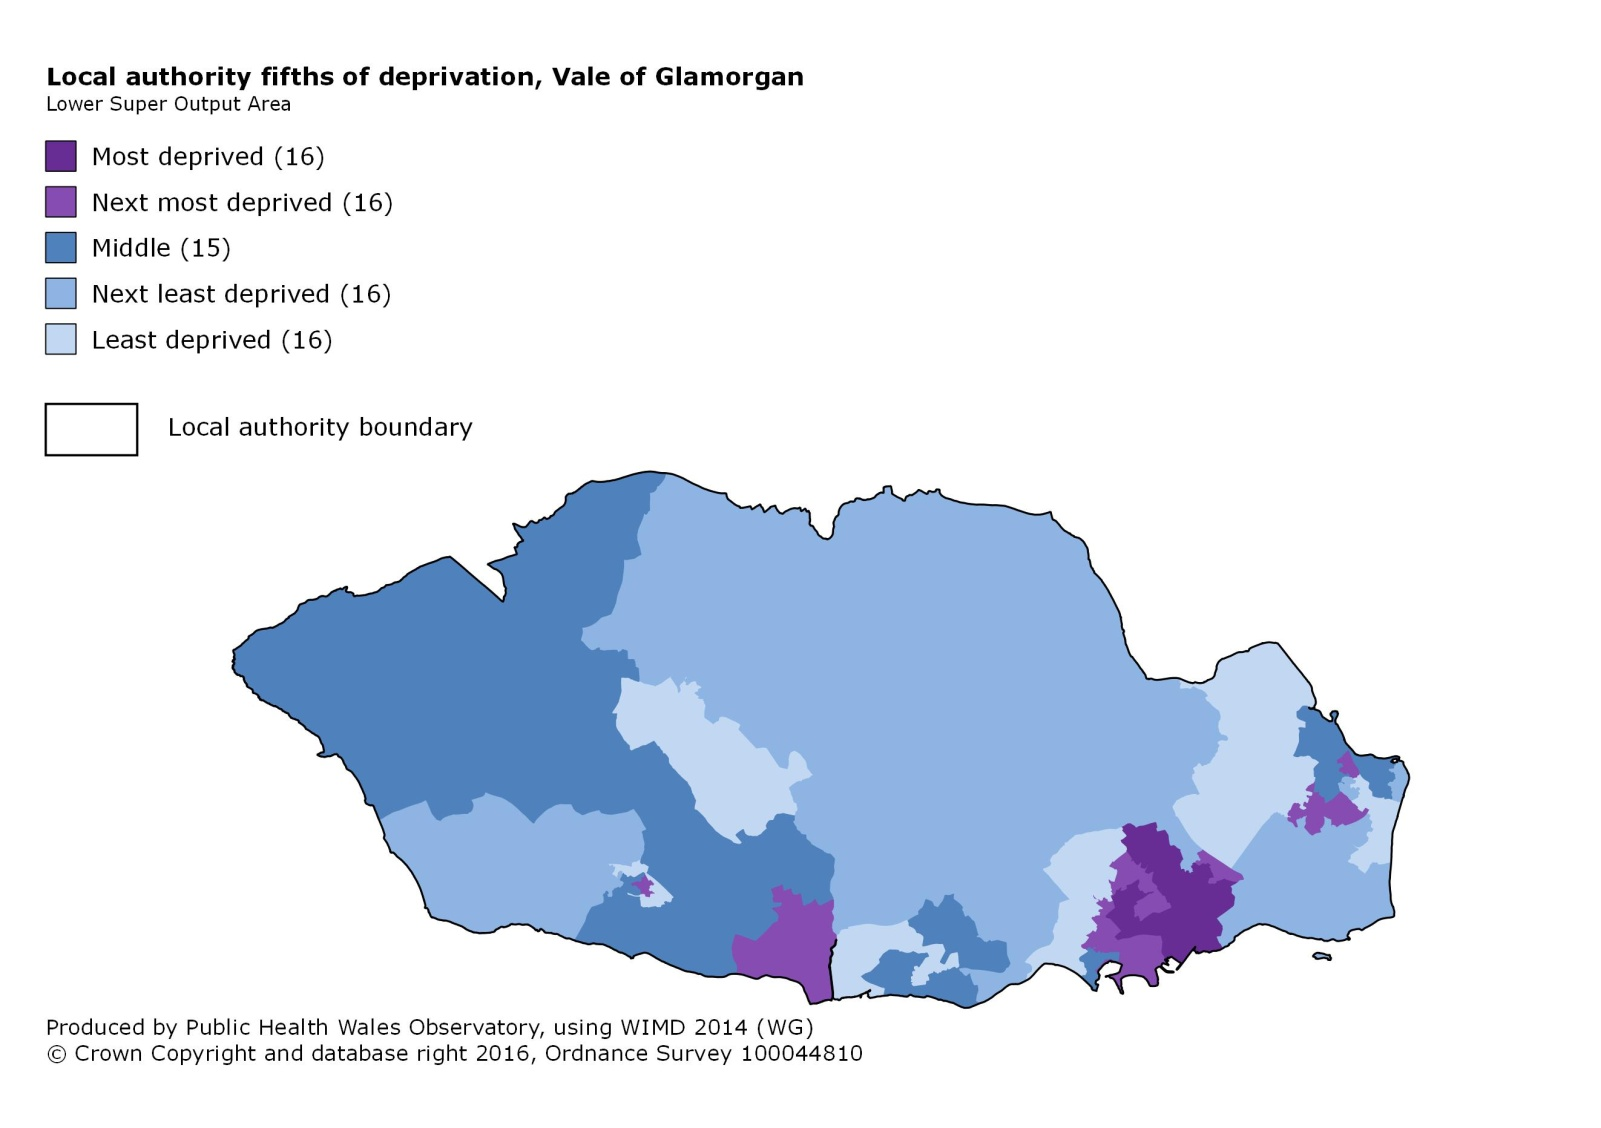 Local authority fifths of deprivation, Vale of Glamorgan
Lower Super Output Area
Most deprived (16)
Next most deprived (16)
Middle (15)
Next least deprived (16)
Least deprived (16)
Local authority boundary
Produced by Public Health Wales Observatory, using WIMD 2014 (WG)
© Crown Copyright and database right 2016, Ordnance Survey 100044810